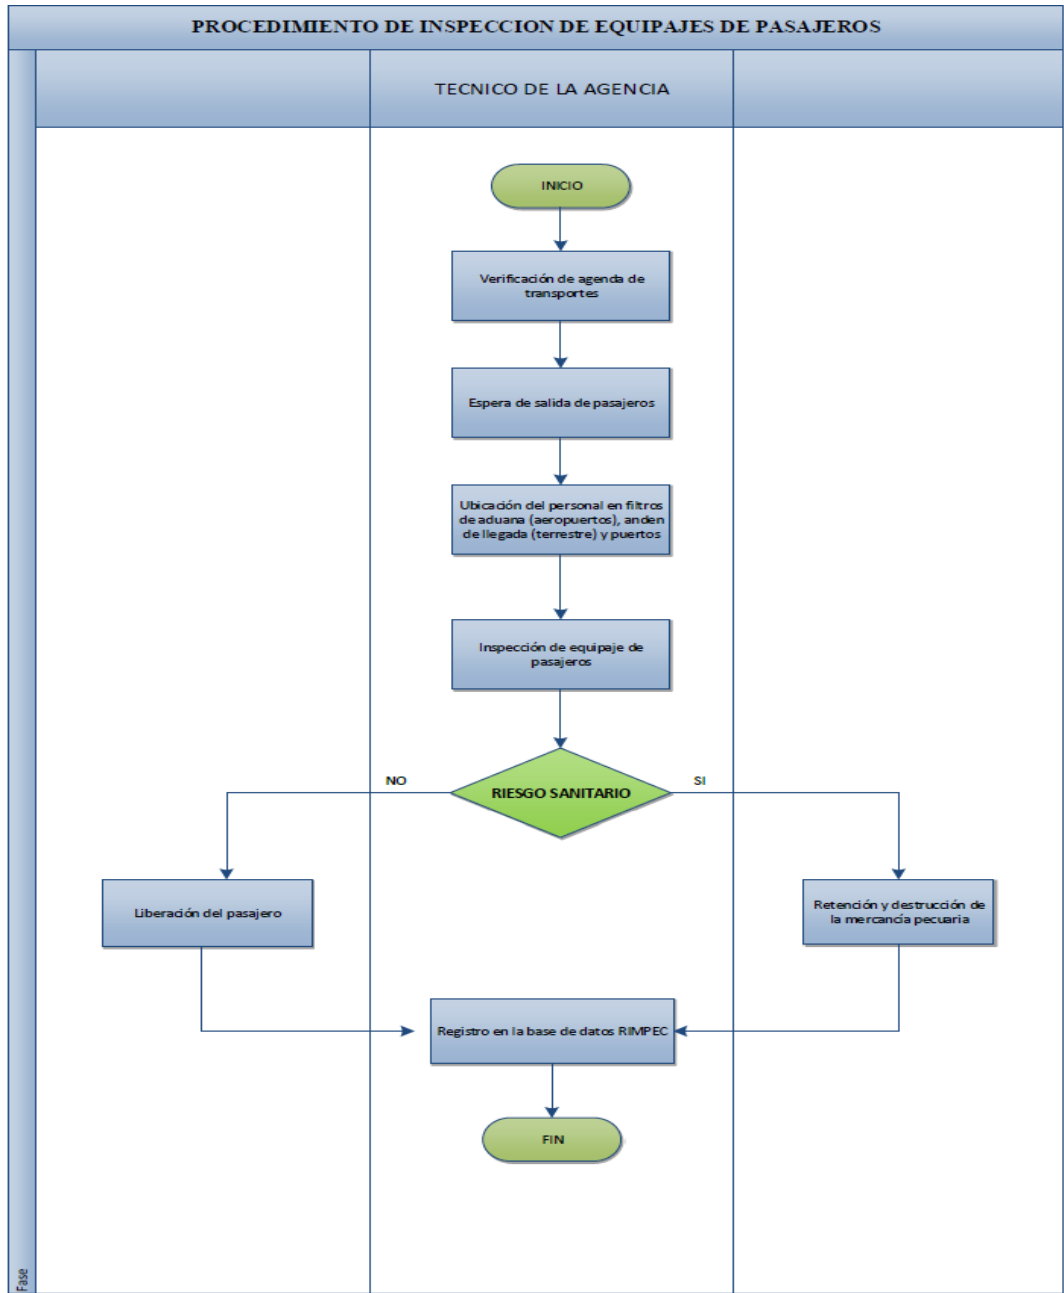 PROCEDIMIENTO DE INSPECCION DE EQUIPAJES DE PASAJEROS
TECNICO DE LA AGENCIA
INICIO
Verificación de agenda de
transportes
Espera de salida de pasajeros
Ubicación del personal en filtros
de aduana (aeropuertos), anden
de llegada (terrestre) y puertos
Inspección de equipaje de
pasajeros
NO
RIESGO SANITARIO
SI
Liberación del pasajero
Retención y destrucción de
la mercancía pecuaria
Registro en la base de datos RIMPEC
FIN
Fase